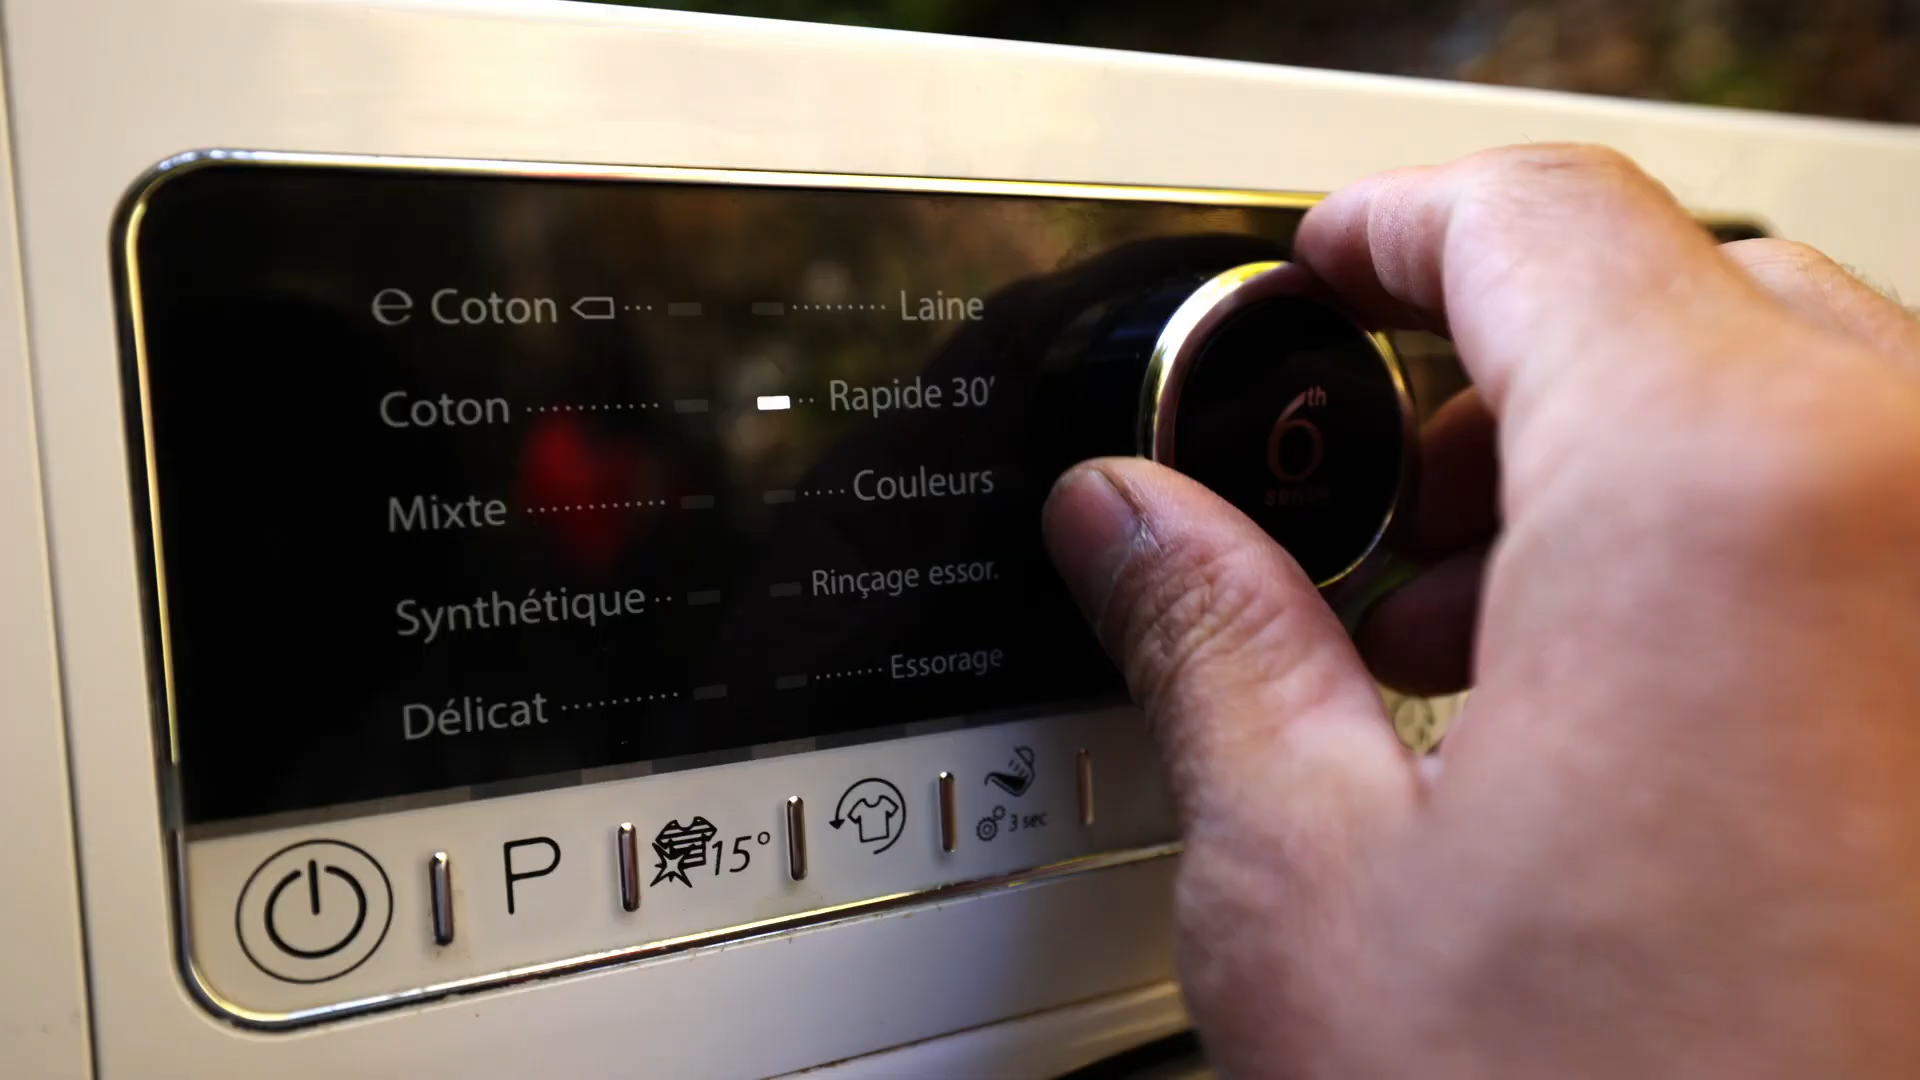 e Coton
Laine
Coton
Rapide 30'
Mixte
Couleurs
Synthétique
Rinçage essor.
Délicat
Essorage
6th
P
15°
3 sec